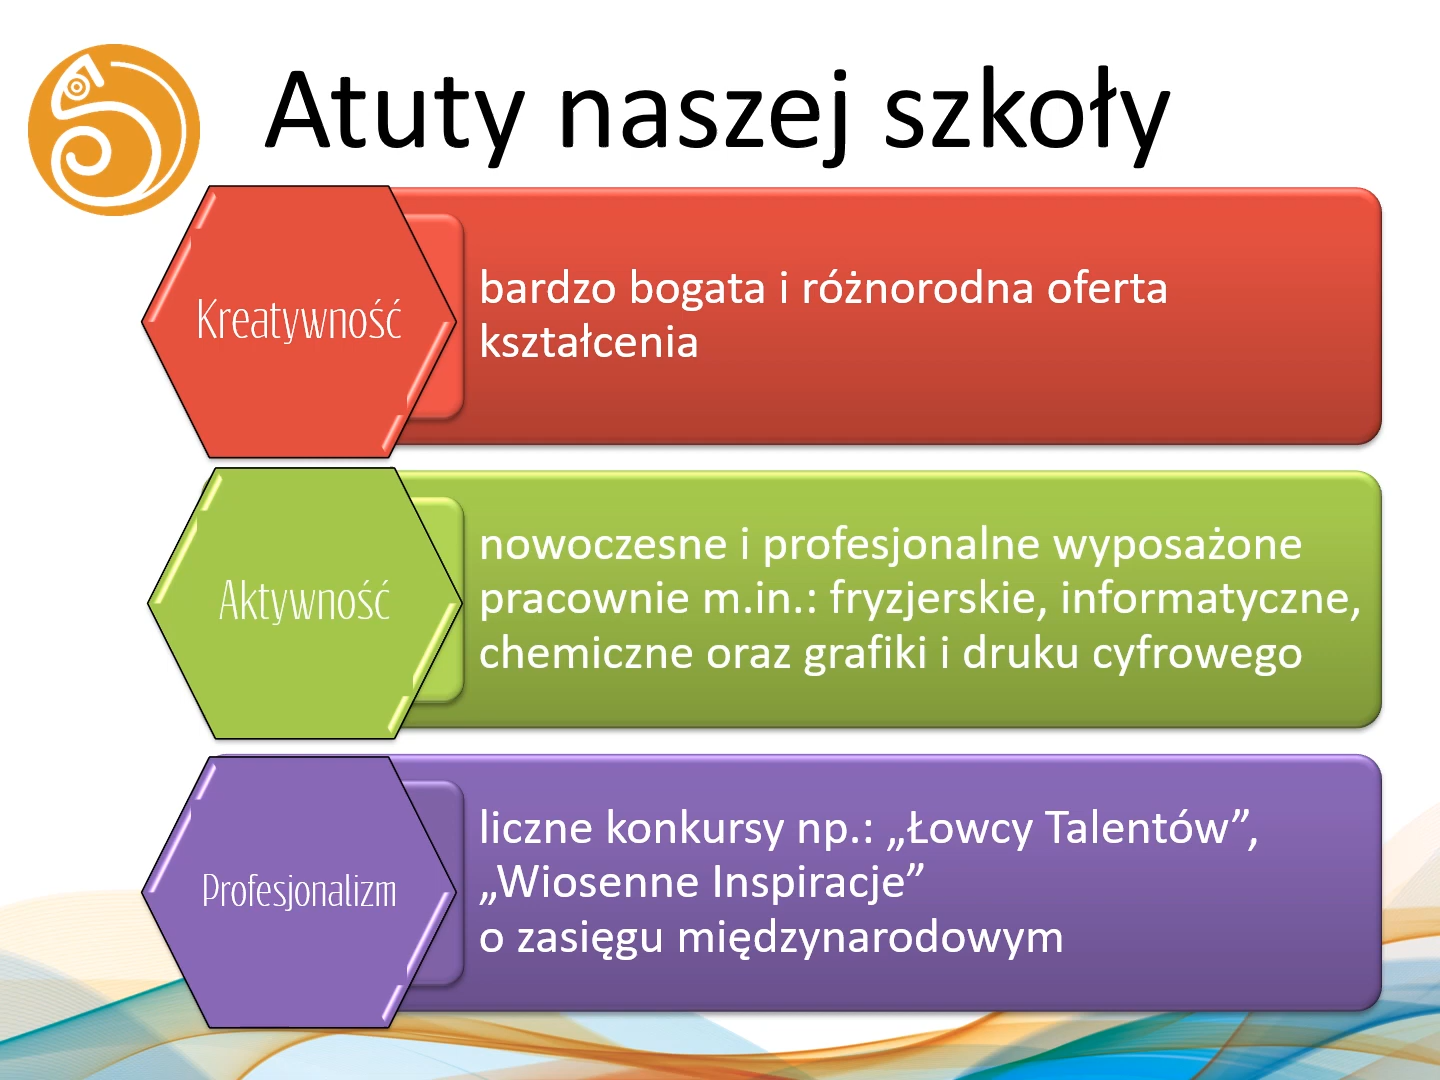 Atuty naszej szkoły
Kreatywność
bardzo bogata i różnorodna oferta
kształcenia
Aktywność
nowoczesne i profesjonalne wyposażone
pracownie m.in.: fryzjerskie, informatyczne,
chemiczne oraz grafiki i druku cyfrowego
Profesjonalizm
liczne konkursy np.: „Łowcy Talentów”,
„Wiosenne Inspiracje”
o zasięgu międzynarodowym